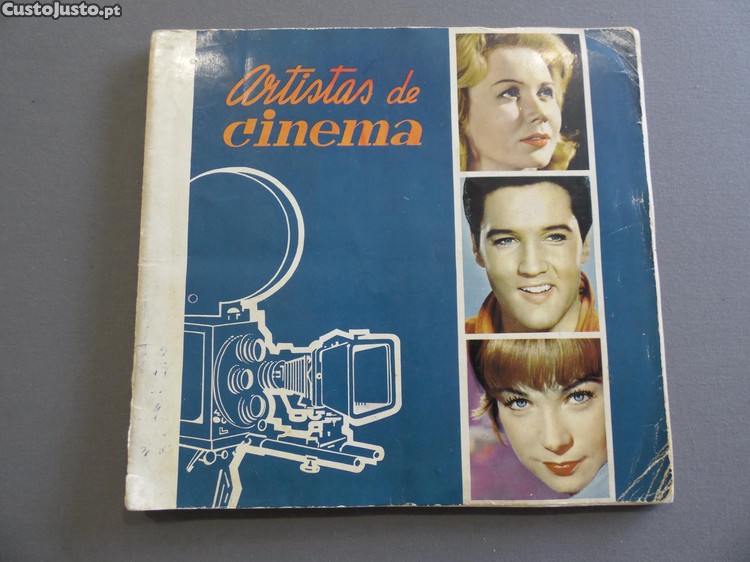 CustoJusto.pt
Artistas de
cinema